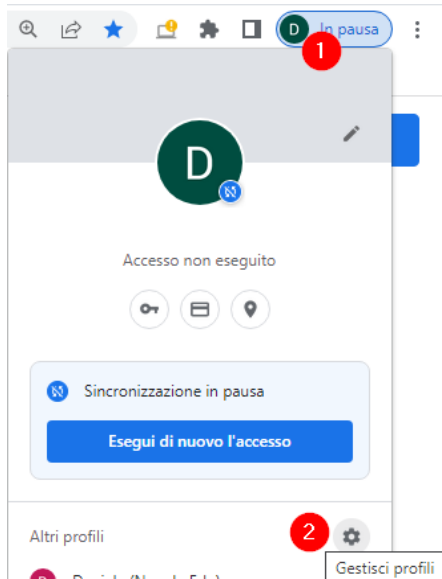 D In pausa
1
D
Accesso non eseguito
Sincronizzazione in pausa
Esegui di nuovo l'accesso
Altri profili
2
Gestisci profili